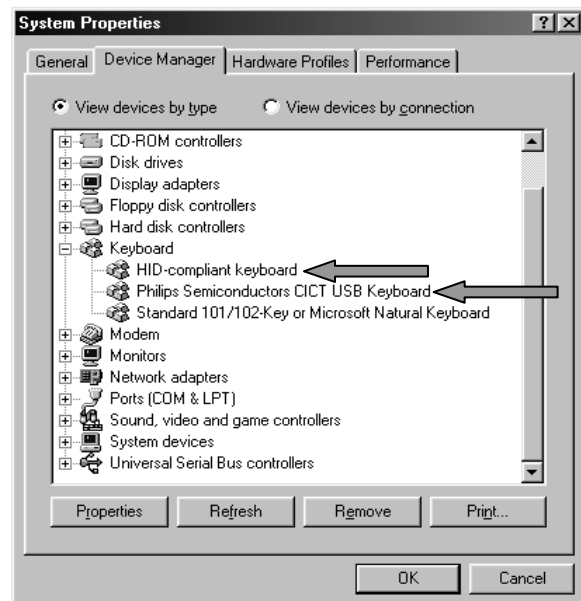 System Properties
General
Device Manager
Hardware Profiles
Performance
View devices by type
View devices by connection
CD-ROM controllers
Disk drives
Display adapters
Floppy disk controllers
Hard disk controllers
Keyboard
HID-compliant keyboard
Philips Semiconductors CICT USB Keyboard
Standard 101/102-Key or Microsoft Natural Keyboard
Modem
Monitors
Network adapters
Ports (COM & LPT)
Sound, video and game controllers
System devices
Universal Serial Bus controllers
Properties
Refresh
Remove
Print...
OK
Cancel